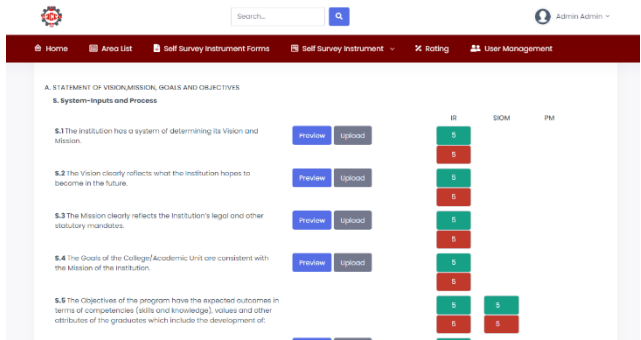 Search...
Admin Admin
Home Area List Self Survey Instrument Forms Self Survey Instrument Rating User Management
A. STATEMENT OF VISION,MISSION, GOALS AND OBJECTIVES
S. System-Inputs and Process
IR SIOM PM
S.1 The institution has a system of determining its Vision and
Mission.
Preview Upload 5
5
S.2 The Vision clearly reflects what the Institution hopes to
become in the future.
Preview Upload 5
5
S.3 The Mission clearly reflects the Institution's legal and other
statutory mandates.
Preview Upload 5
5
S.4 The Goals of the College/Academic Unit are consistent with
the Mission of the Institution.
Preview Upload 5
5
S.5 The Objectives of the program have the expected outcomes in
terms of competencies (skills and knowledge), values and other
attributes of the graduates which include the development of:
5 5
5 5